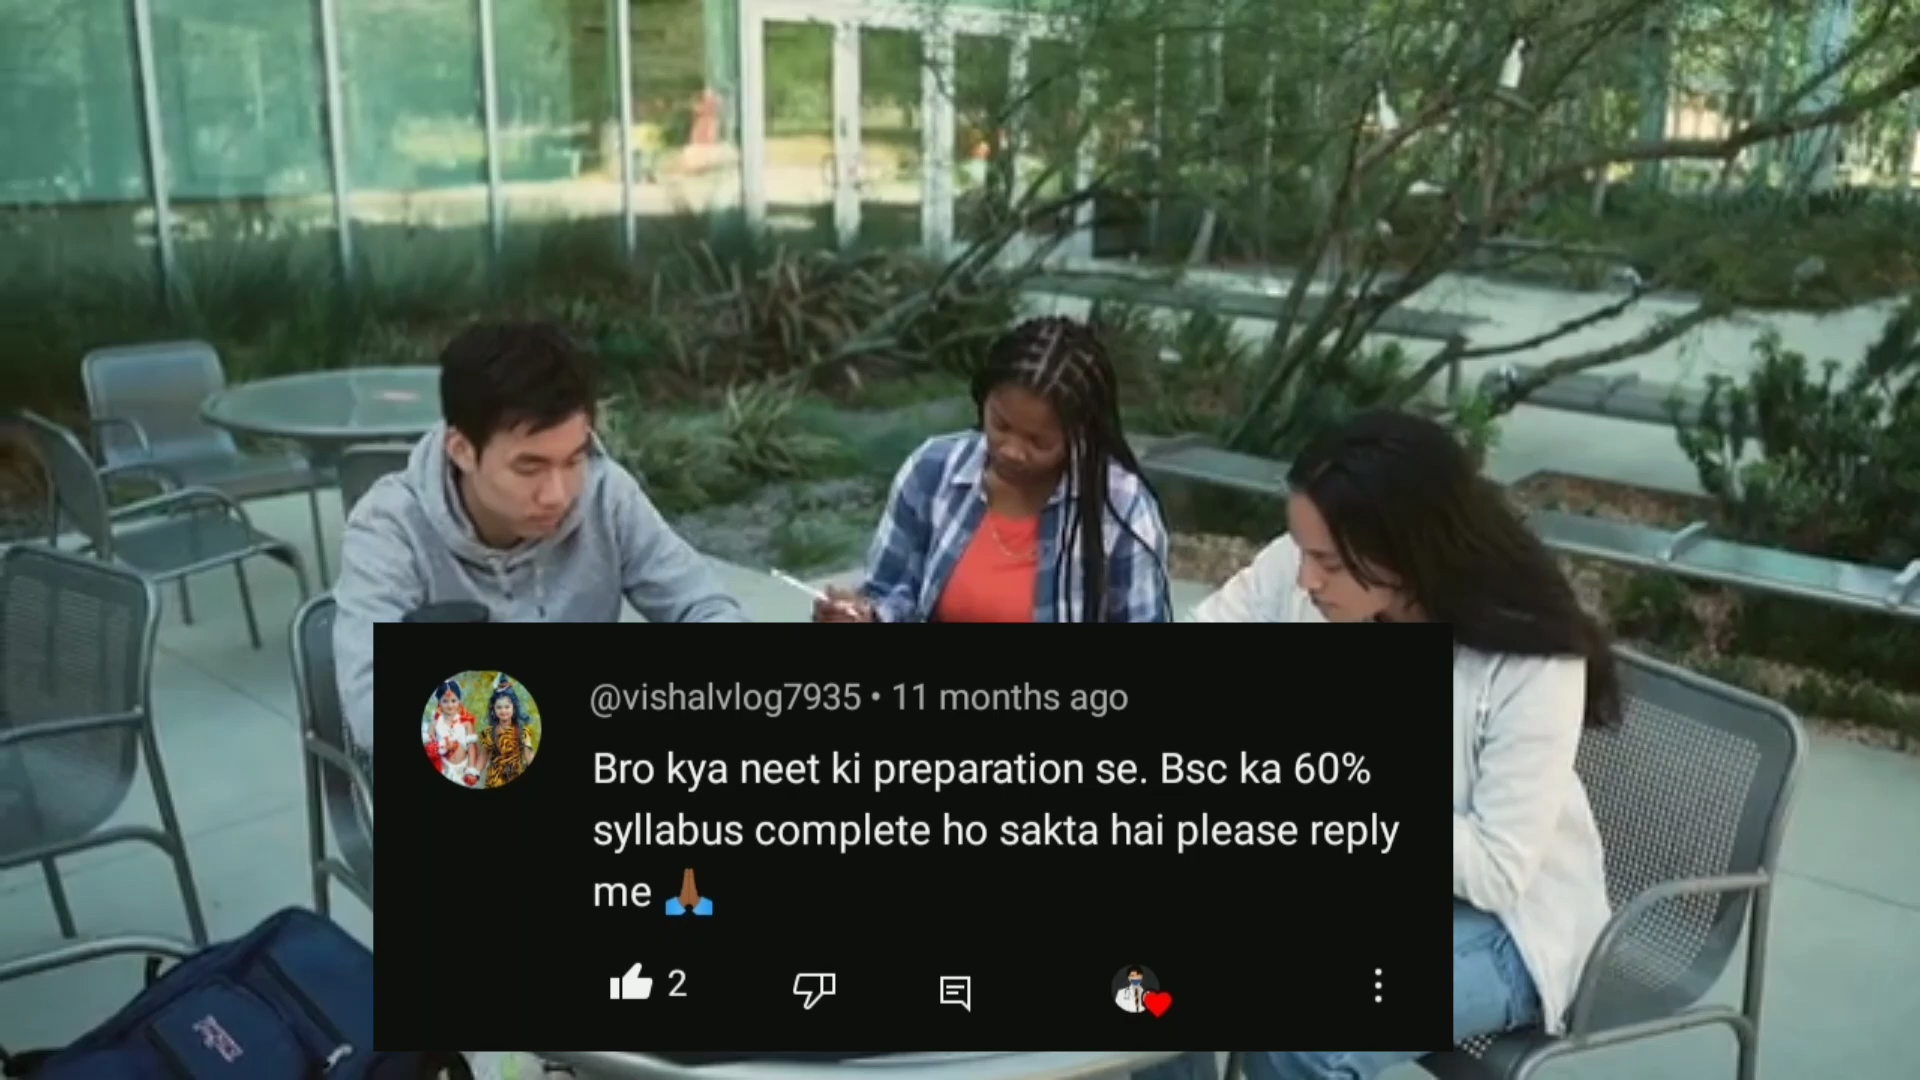 @vishalvlog7935 • 11 months ago
Bro kya neet ki preparation se. Bsc ka 60%
syllabus complete ho sakta hai please reply
me 🙏🏾
2